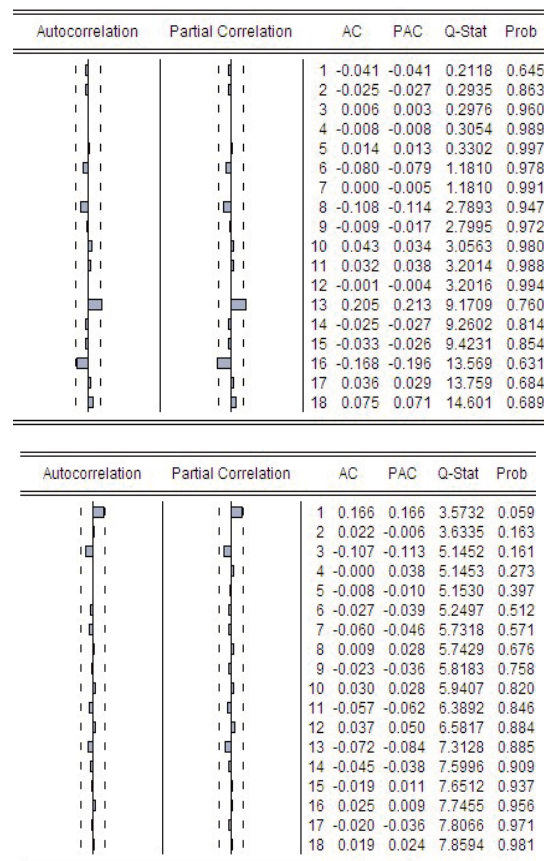 Autocorrelation Partial Correlation AC PAC Q-Stat Prob
1 -0.041 -0.041 0.2118 0.645
2 -0.025 -0.027 0.2935 0.863
3 0.006 0.003 0.2976 0.960
4 -0.008 -0.008 0.3054 0.989
5 0.014 0.013 0.3302 0.997
6 -0.080 -0.079 1.1810 0.978
7 0.000 -0.005 1.1810 0.991
8 -0.108 -0.114 2.7893 0.947
9 -0.009 -0.017 2.7995 0.972
10 0.043 0.034 3.0563 0.980
11 0.032 0.038 3.2014 0.988
12 -0.001 -0.004 3.2016 0.994
13 0.205 0.213 9.1709 0.760
14 -0.025 -0.027 9.2602 0.814
15 -0.033 -0.026 9.4231 0.854
16 -0.168 -0.196 13.569 0.631
17 0.036 0.029 13.759 0.684
18 0.075 0.071 14.601 0.689
Autocorrelation Partial Correlation AC PAC Q-Stat Prob
1 0.166 0.166 3.5732 0.059
2 0.022 -0.006 3.6335 0.163
3 -0.107 -0.113 5.1452 0.161
4 -0.000 0.038 5.1453 0.273
5 -0.008 -0.010 5.1530 0.397
6 -0.027 -0.039 5.2497 0.512
7 -0.060 -0.046 5.7318 0.571
8 0.009 0.028 5.7429 0.676
9 -0.023 -0.036 5.8183 0.758
10 0.030 0.028 5.9407 0.820
11 -0.057 -0.062 6.3892 0.846
12 0.037 0.050 6.5817 0.884
13 -0.072 -0.084 7.3128 0.885
14 -0.045 -0.038 7.5996 0.909
15 -0.019 0.011 7.6512 0.937
16 0.025 0.009 7.7455 0.956
17 -0.020 -0.036 7.8066 0.971
18 0.019 0.024 7.8594 0.981